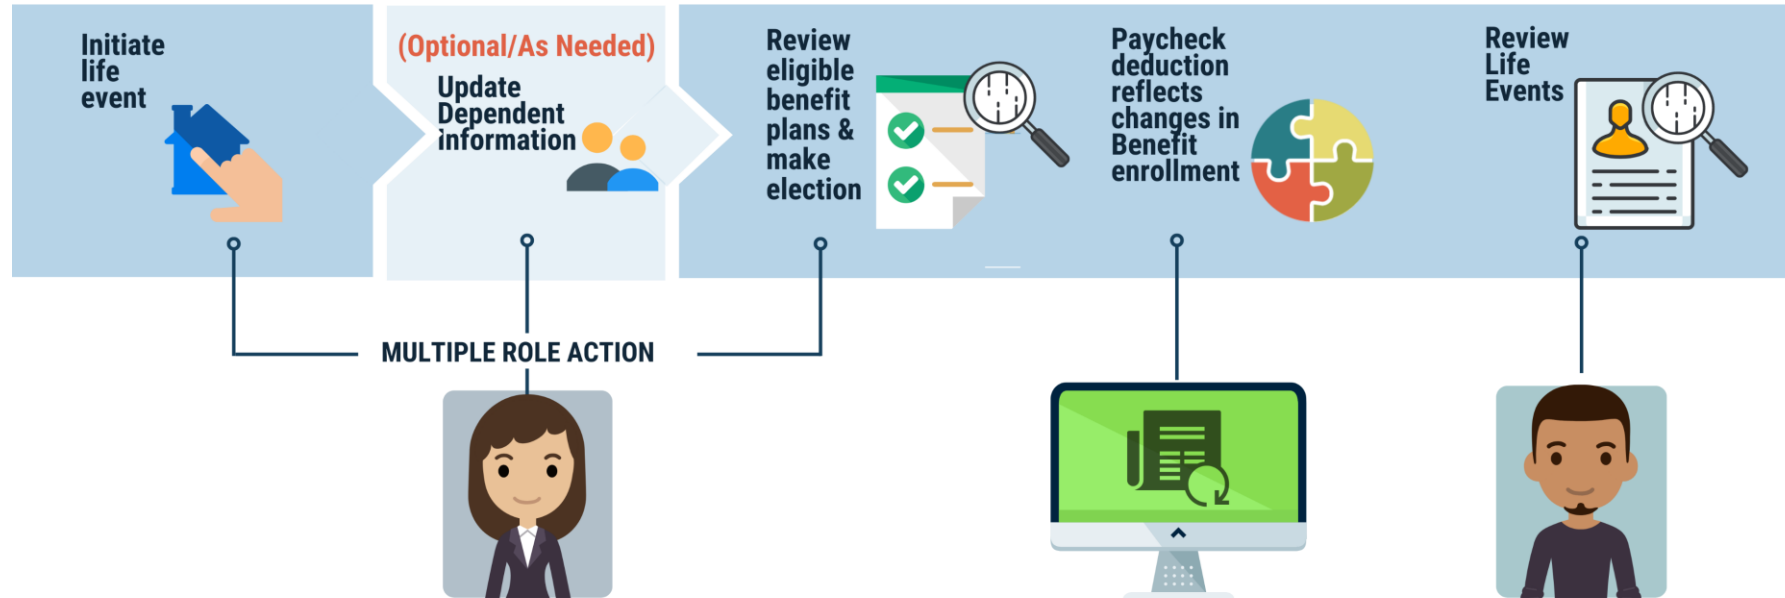 Initiate
life
event
(Optional/As Needed)
Update
Dependent
information
Review
eligible
benefit
plans &
make
election
Paycheck
deduction
reflects
changes in
Benefit
enrollment
Review
Life
Events
MULTIPLE ROLE ACTION